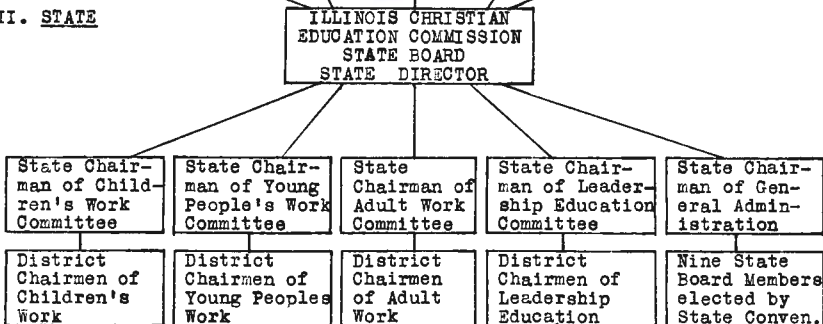 II. STATE
ILLINOIS CHRISTIAN
EDUCATION COMMISSION
STATE BOARD
STATE DIRECTOR
State Chair-
man of Child-
ren's Work
Committee
State Chair-
man of Young
People's Work
Committee
State
Chairman of
Adult Work
Committee
State Chair-
man of Leader-
ship Education
Committee
State Chair-
man of Gen-
eral Admin-
istration
District
Chairmen of
Children's
Work
District
Chairmen of
Young Peoples
Work
District
Chairmen
of Adult
Work
District
Chairmen of
Leadership
Education
Nine State
Board Members
elected by
State Conven.